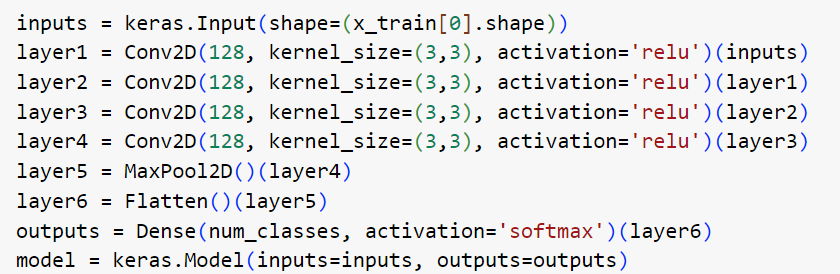 inputs = keras.Input(shape=(x_train[0].shape))
layer1 = Conv2D(128, kernel_size=(3,3), activation='relu')(inputs)
layer2 = Conv2D(128, kernel_size=(3,3), activation='relu')(layer1)
layer3 = Conv2D(128, kernel_size=(3,3), activation='relu')(layer2)
layer4 = Conv2D(128, kernel_size=(3,3), activation='relu')(layer3)
layer5 = MaxPool2D()(layer4)
layer6 = Flatten()(layer5)
outputs = Dense(num_classes, activation='softmax')(layer6)
model = keras.Model(inputs=inputs, outputs=outputs)